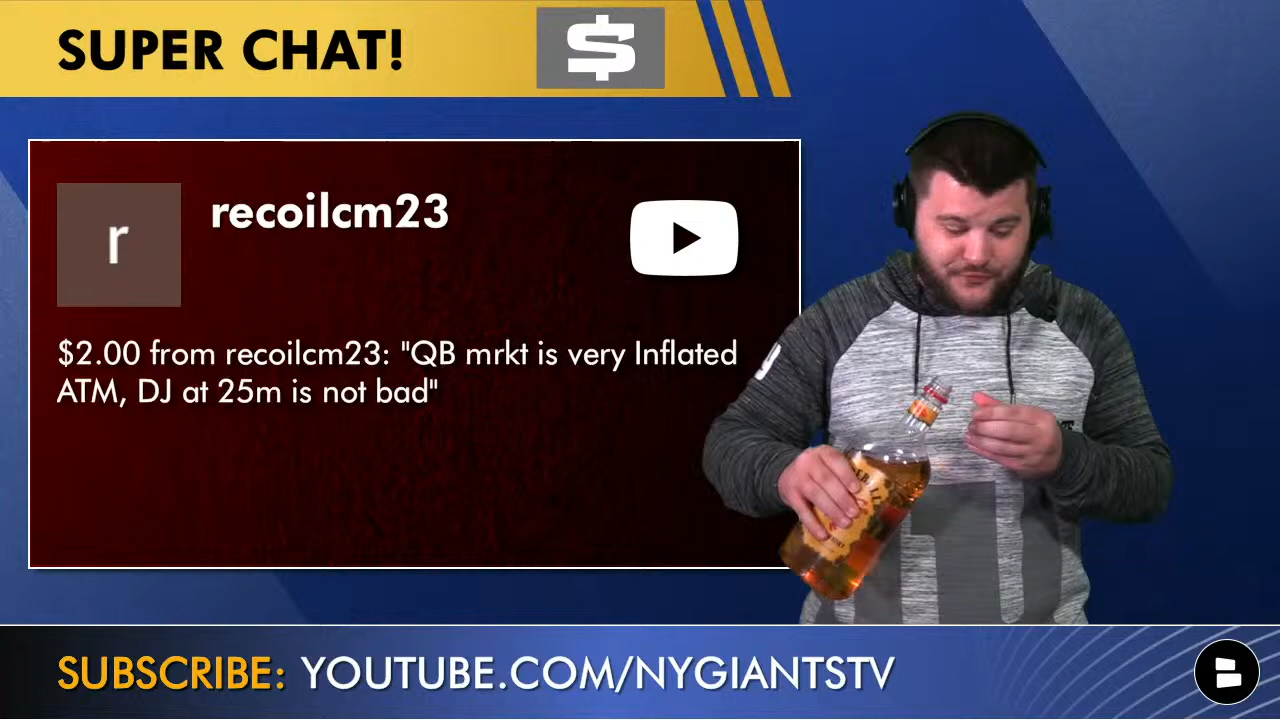 SUPER CHAT!
$
r
recoilcm23
$2.00 from recoilcm23: "QB mrkt is very Inflated
ATM, DJ at 25m is not bad"
SUBSCRIBE: YOUTUBE.COM/NYGIANTSTV